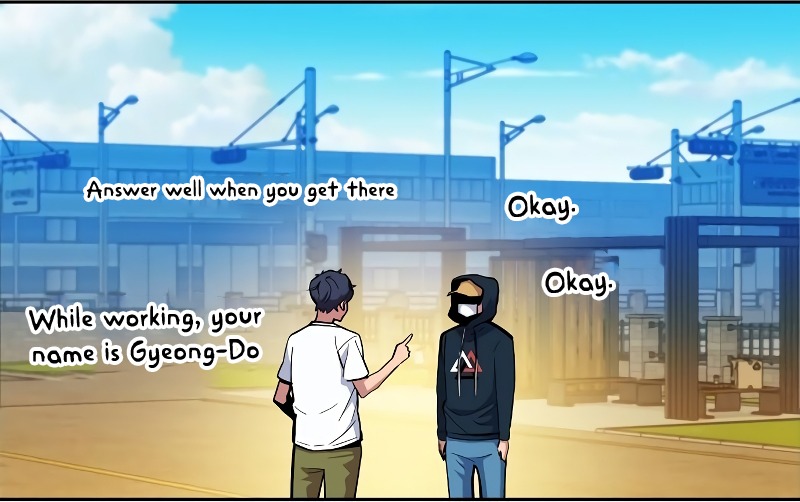 Answer well when you get there
Okay.
Okay.
While working, your
name is Gyeong-Do